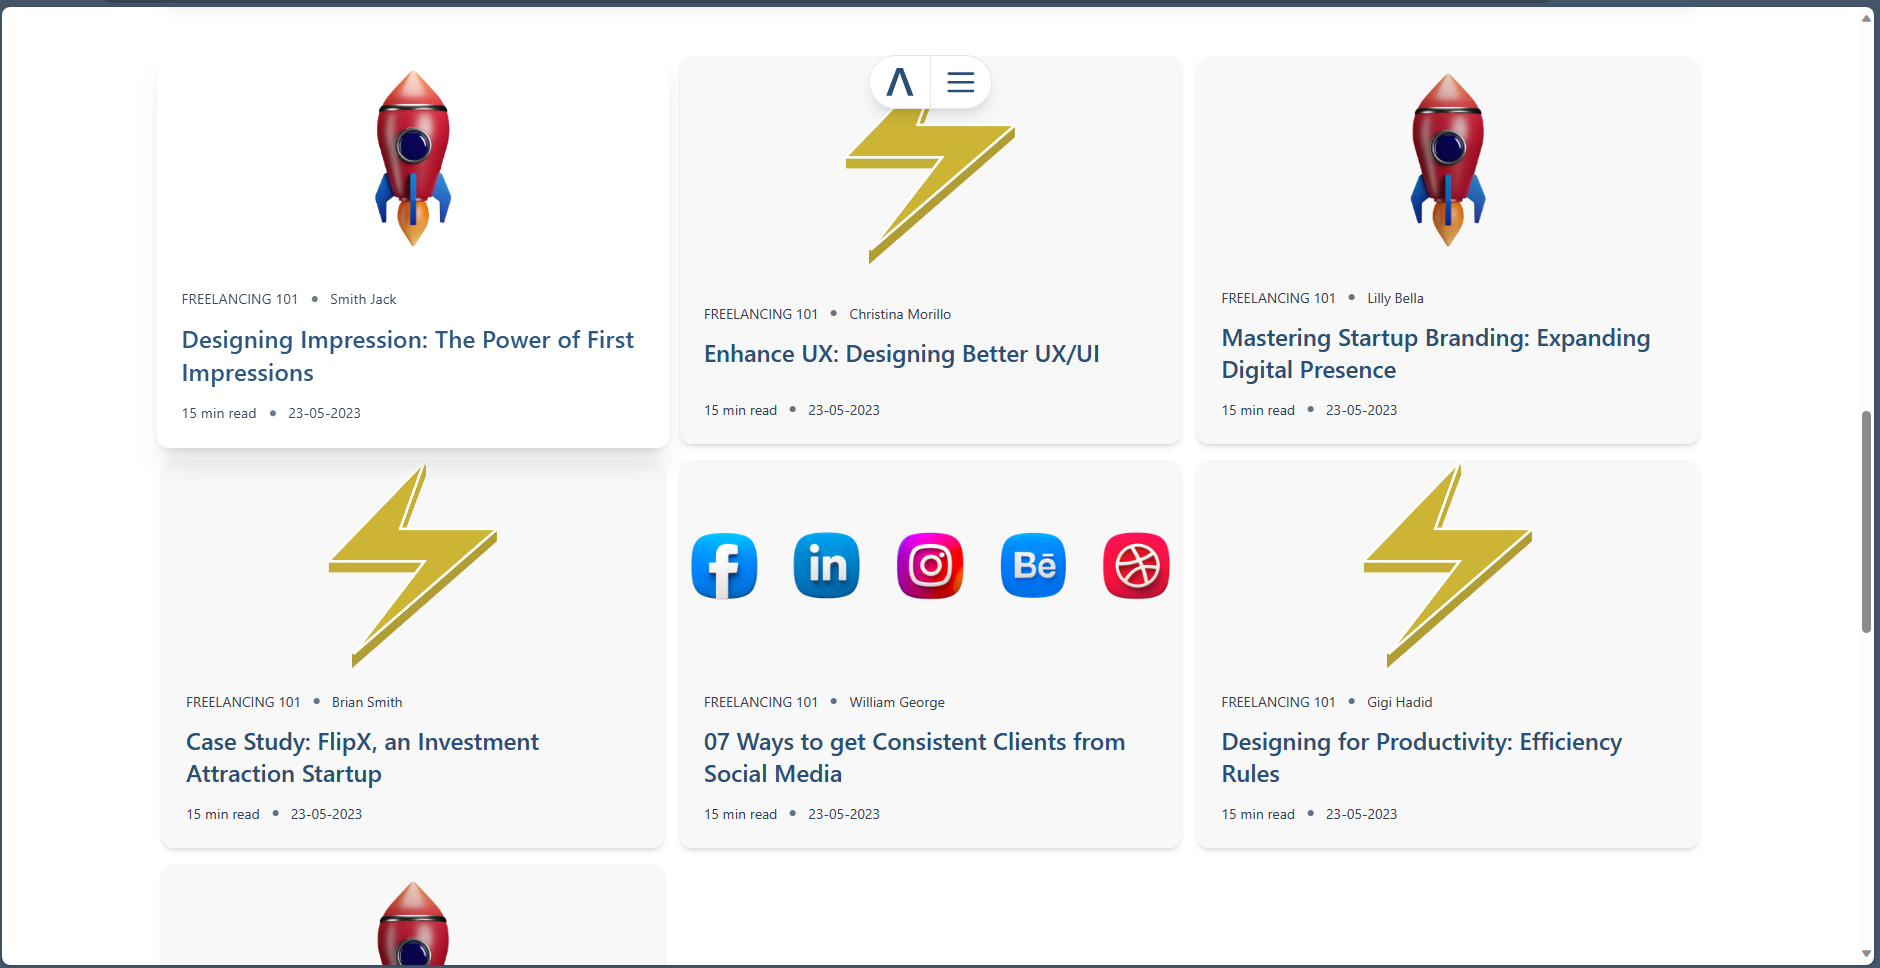 FREELANCING 101 • Smith Jack
Designing Impression: The Power of First
Impressions
15 min read • 23-05-2023
FREELANCING 101 • Christina Morillo
Enhance UX: Designing Better UX/UI
15 min read • 23-05-2023
FREELANCING 101 • Lilly Bella
Mastering Startup Branding: Expanding
Digital Presence
15 min read • 23-05-2023
FREELANCING 101 • Brian Smith
Case Study: FlipX, an Investment
Attraction Startup
15 min read • 23-05-2023
f
in
Bē
FREELANCING 101 • William George
07 Ways to get Consistent Clients from
Social Media
15 min read • 23-05-2023
FREELANCING 101 • Gigi Hadid
Designing for Productivity: Efficiency
Rules
15 min read • 23-05-2023